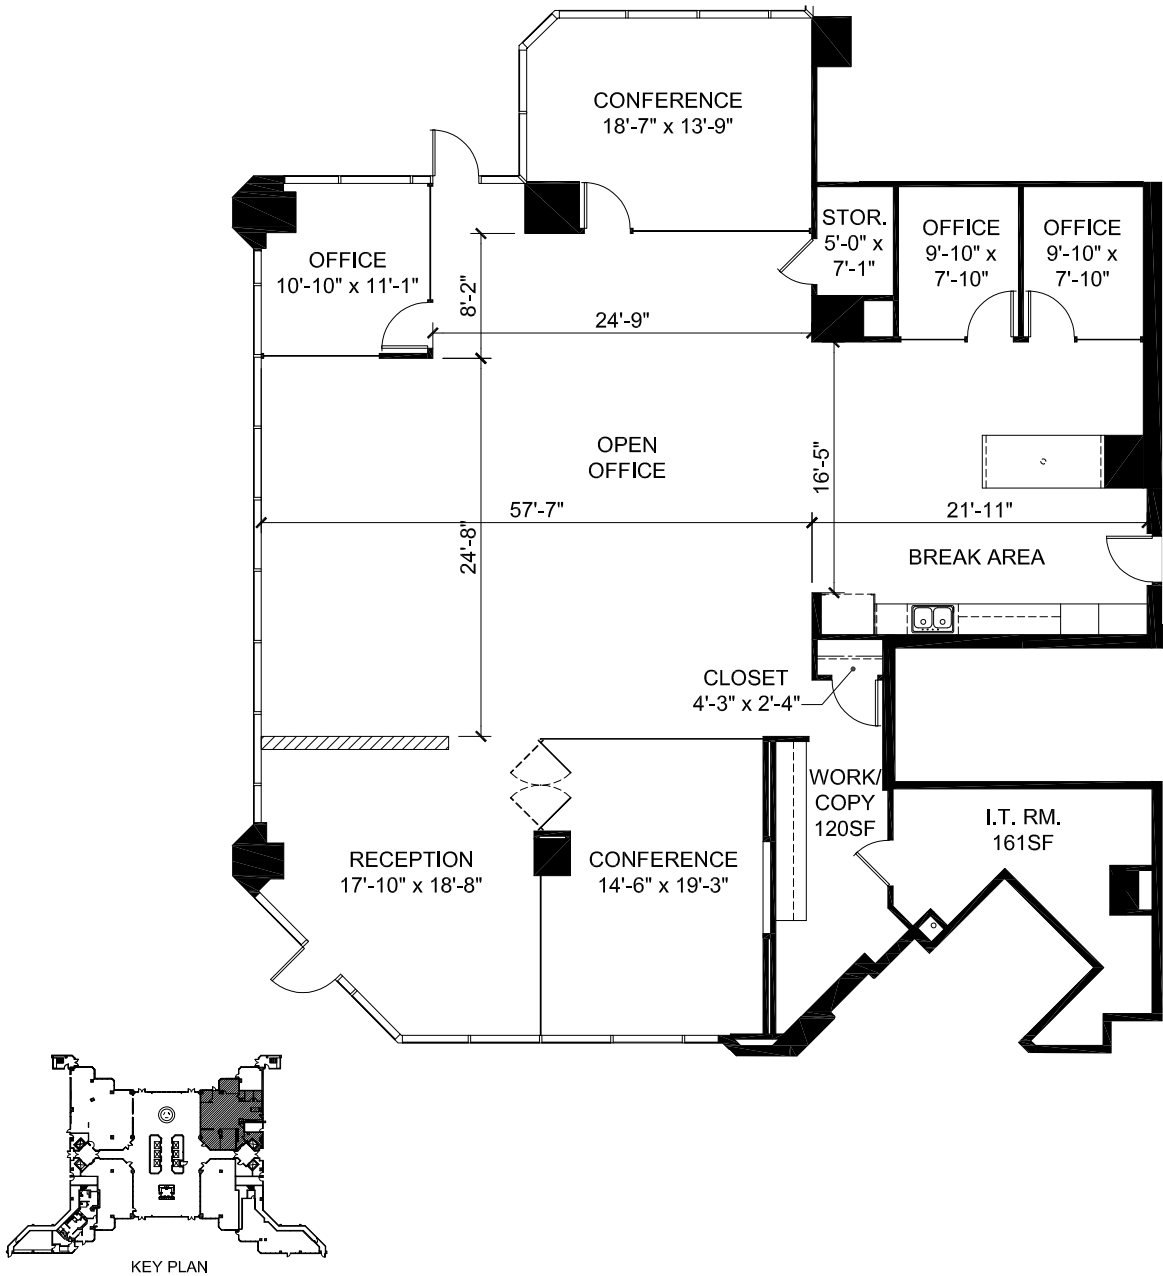 CONFERENCE
18'-7" x 13'-9"
STOR.
5'-0" x
7'-1"
OFFICE
9'-10" x
7'-10"
OFFICE
9'-10" x
7'-10"
OFFICE
10'-10" x 11'-1"
8'-2"
24'-9"
OPEN
OFFICE
16'-5"
57'-7"
21'-11"
24'-8"
BREAK AREA
CLOSET
4'-3" x 2'-4"
WORK/
COPY
120SF
I.T. RM.
161SF
RECEPTION
17'-10" x 18'-8"
CONFERENCE
14'-6" x 19'-3"
KEY PLAN